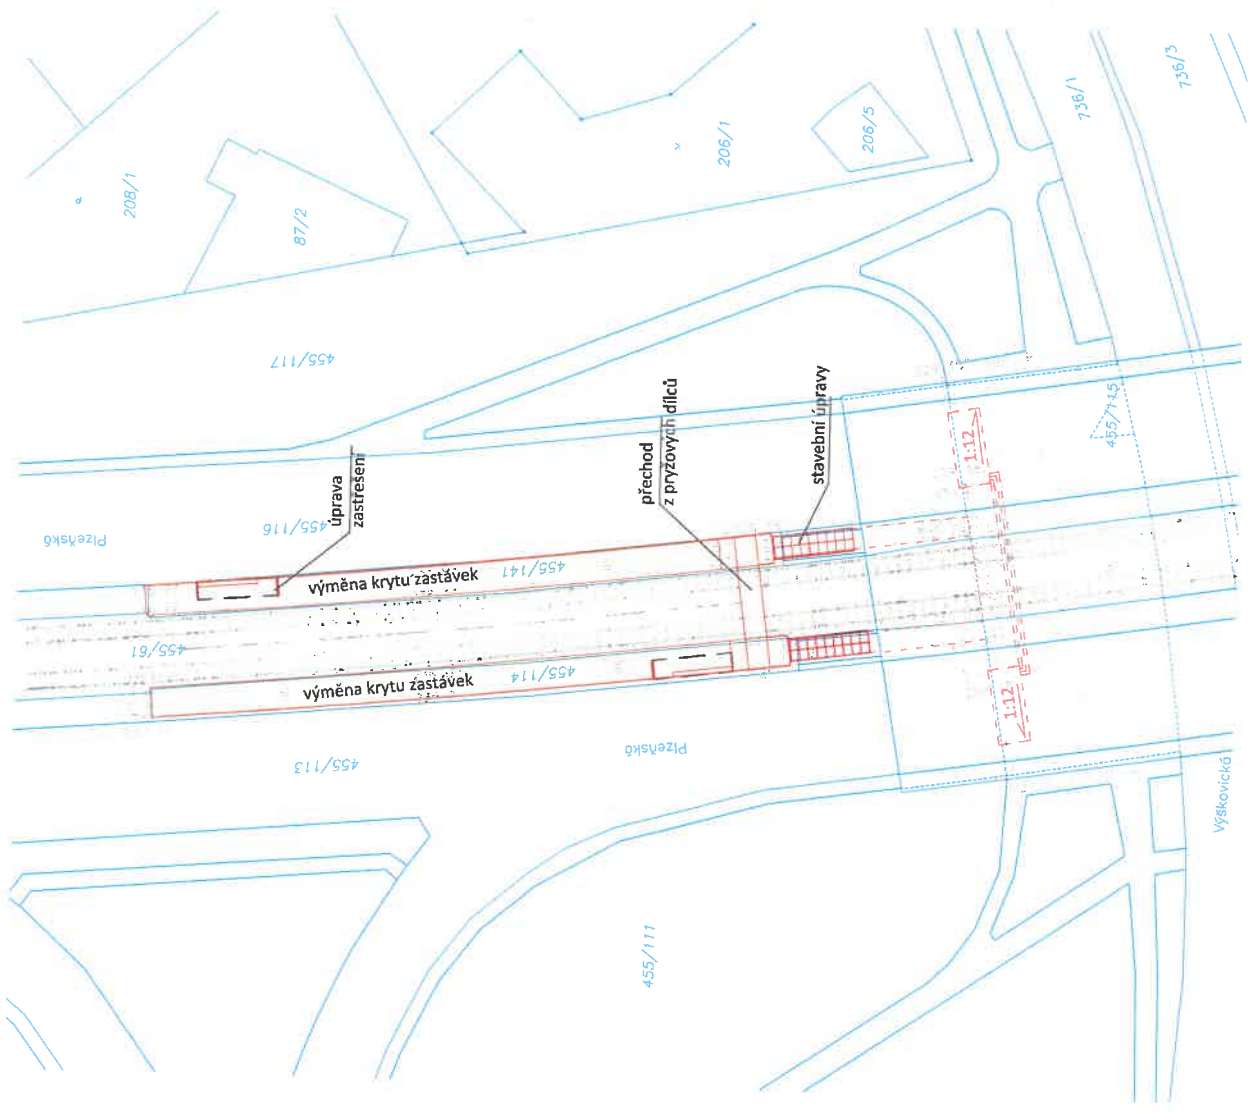 208/1
87/2
206/1
206/5
736/1
736/3
455/117
455/116
Plzeňská
úprava
zastřešení
přechod
z pryžových dílců
stavební úpravy
455/115
1:12
výměna krytu zastávek
455/141
455/61
výměna krytu zastávek
455/114
1:12
455/113
Plzeňská
455/111
Výškovická